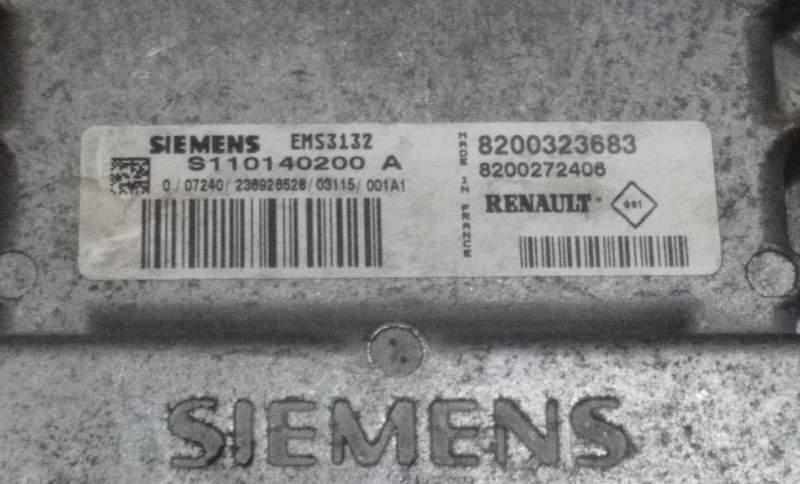 SIEMENS EMS3132
S110140200 A
0 / 07240 / 236926528 / 03115 / 001A1
MADE IN FRANCE
8200323683
8200272406
RENAULT
SIEMENS